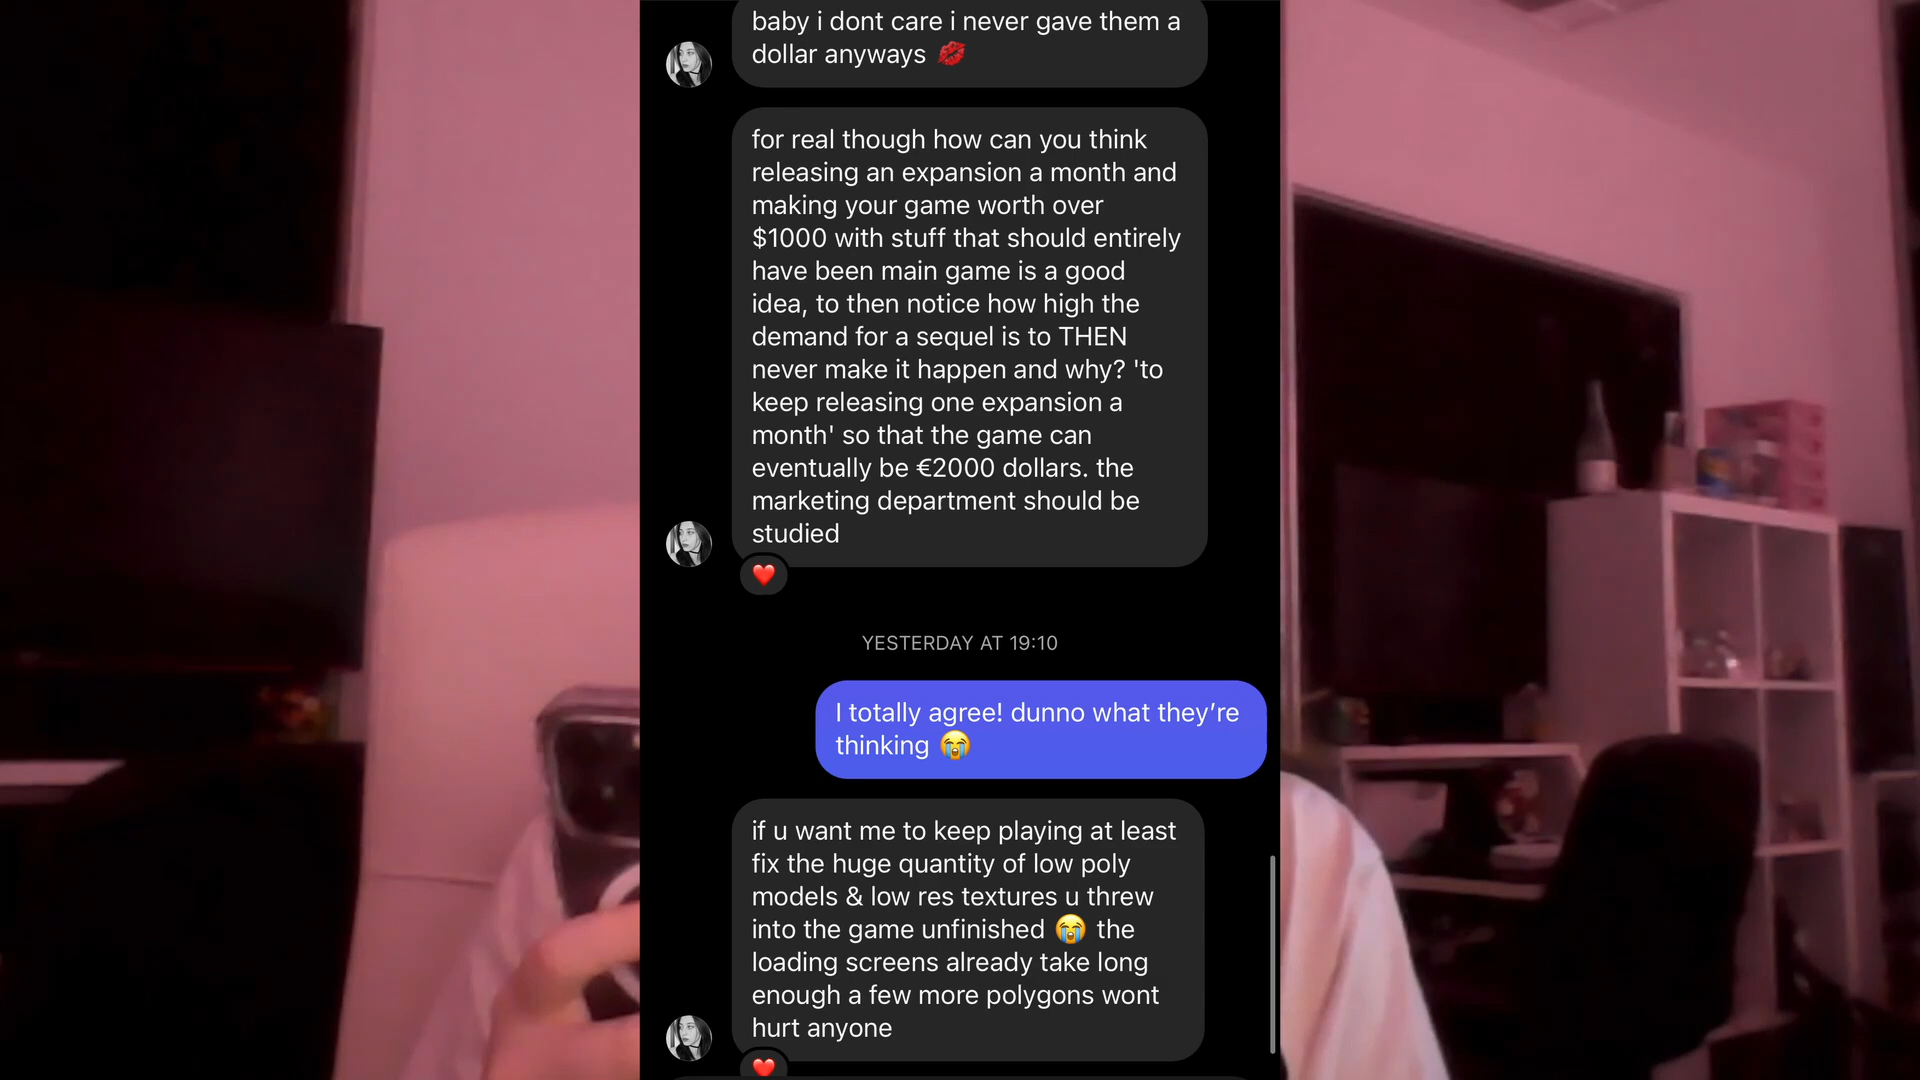 baby i dont care i never gave them a
dollar anyways 💋
for real though how can you think
releasing an expansion a month and
making your game worth over
$1000 with stuff that should entirely
have been main game is a good
idea, to then notice how high the
demand for a sequel is to THEN
never make it happen and why? 'to
keep releasing one expansion a
month' so that the game can
eventually be €2000 dollars. the
marketing department should be
studied
❤️
YESTERDAY AT 19:10
I totally agree! dunno what they’re
thinking 😭
if u want me to keep playing at least
fix the huge quantity of low poly
models & low res textures u threw
into the game unfinished 😭 the
loading screens already take long
enough a few more polygons wont
hurt anyone
❤️